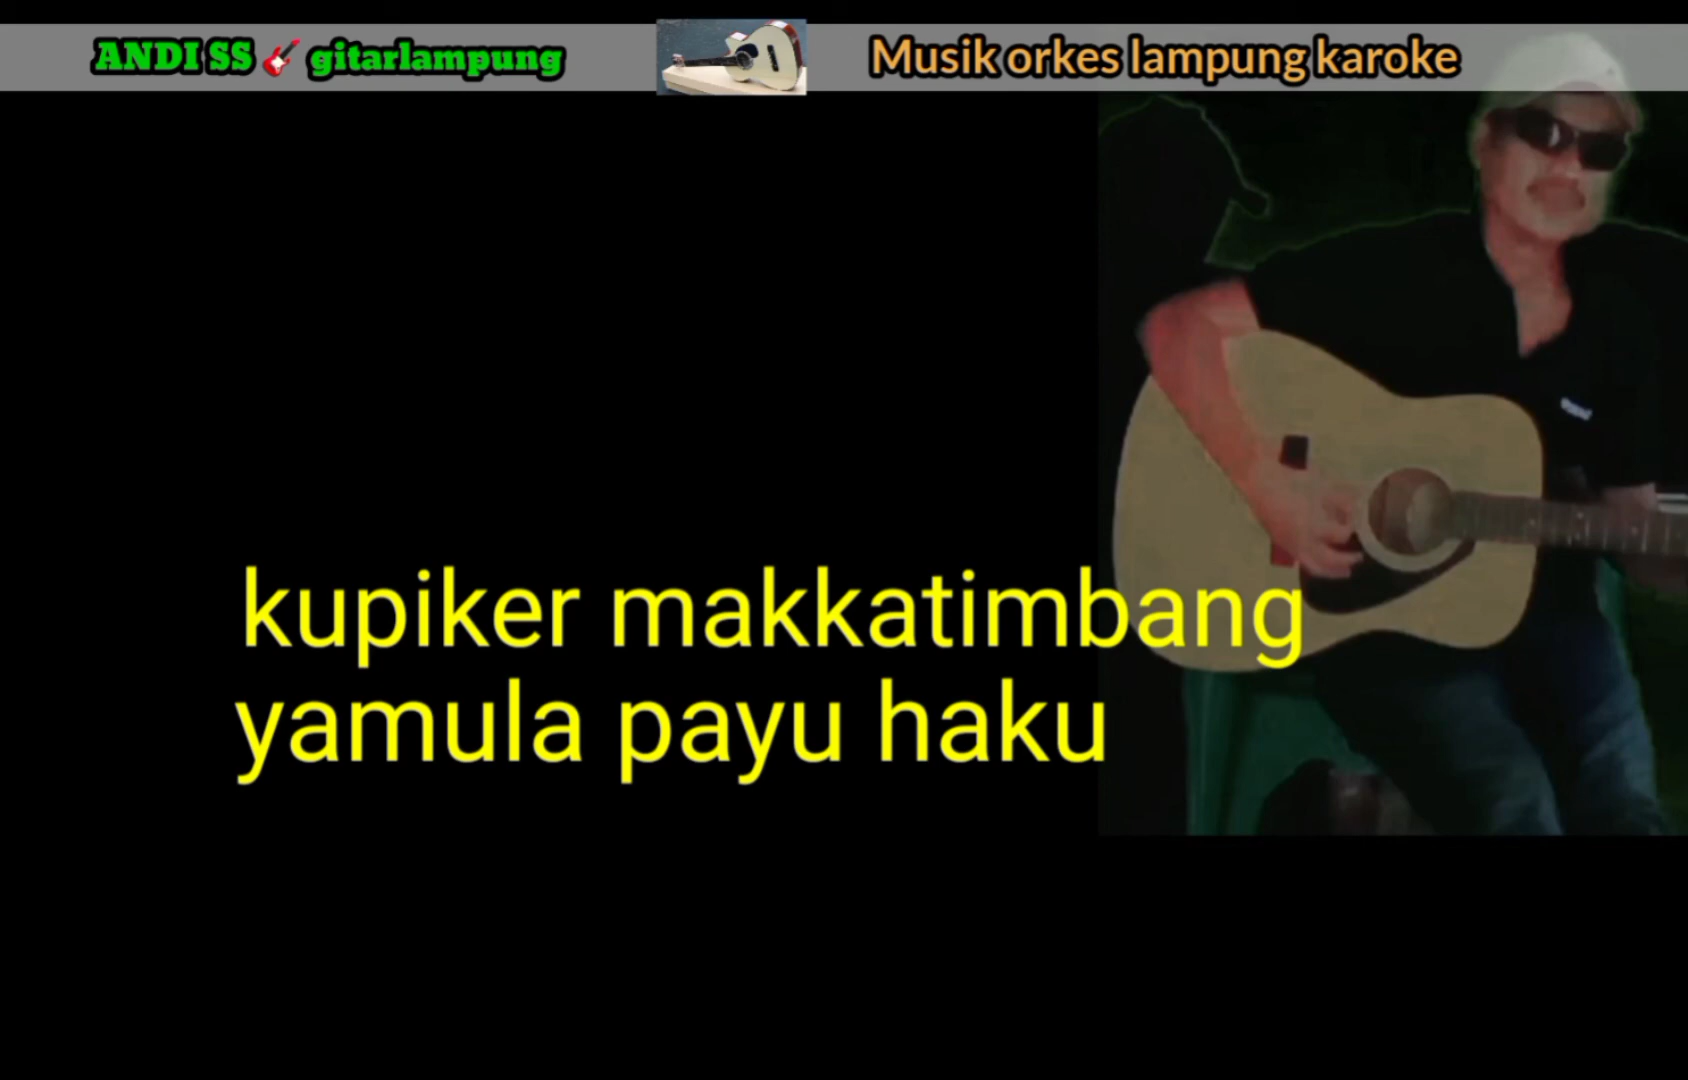 ANDI SS 🎸 gitarlampung
Musik orkes lampung karoke
kupiker makkatimbang
yamula payu haku